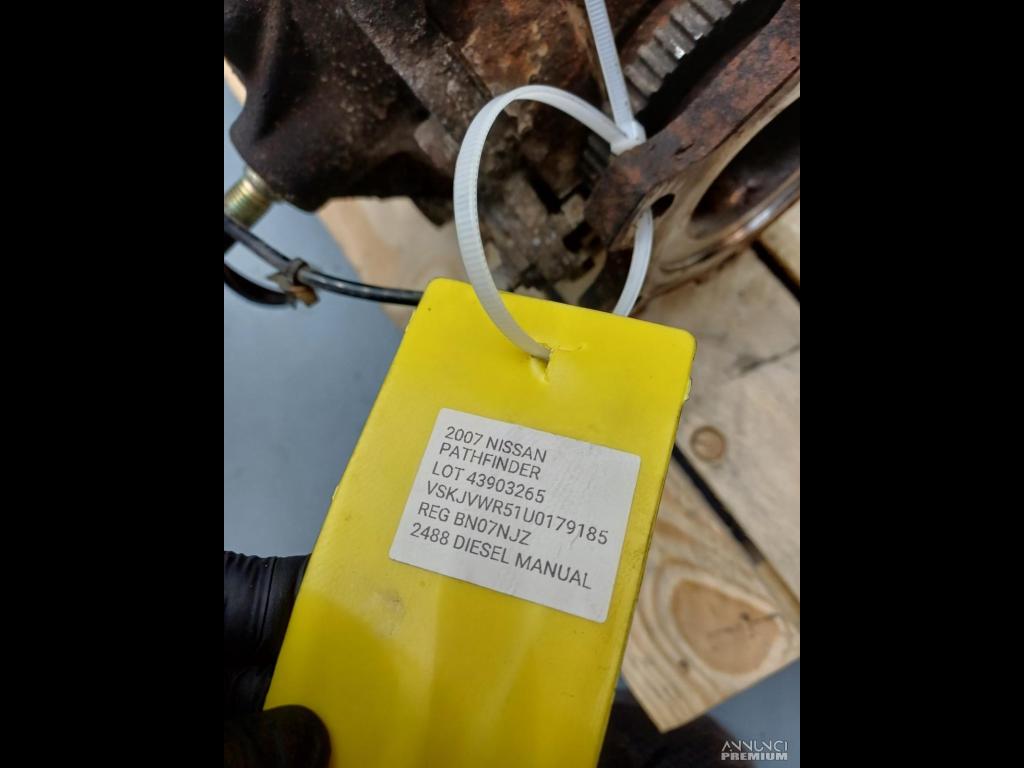 2007 NISSAN
PATHFINDER
LOT 43903265
VSKJVWR51U0179185
REG BN07NJZ
2488 DIESEL MANUAL
ANNUNCI
PREMIUM